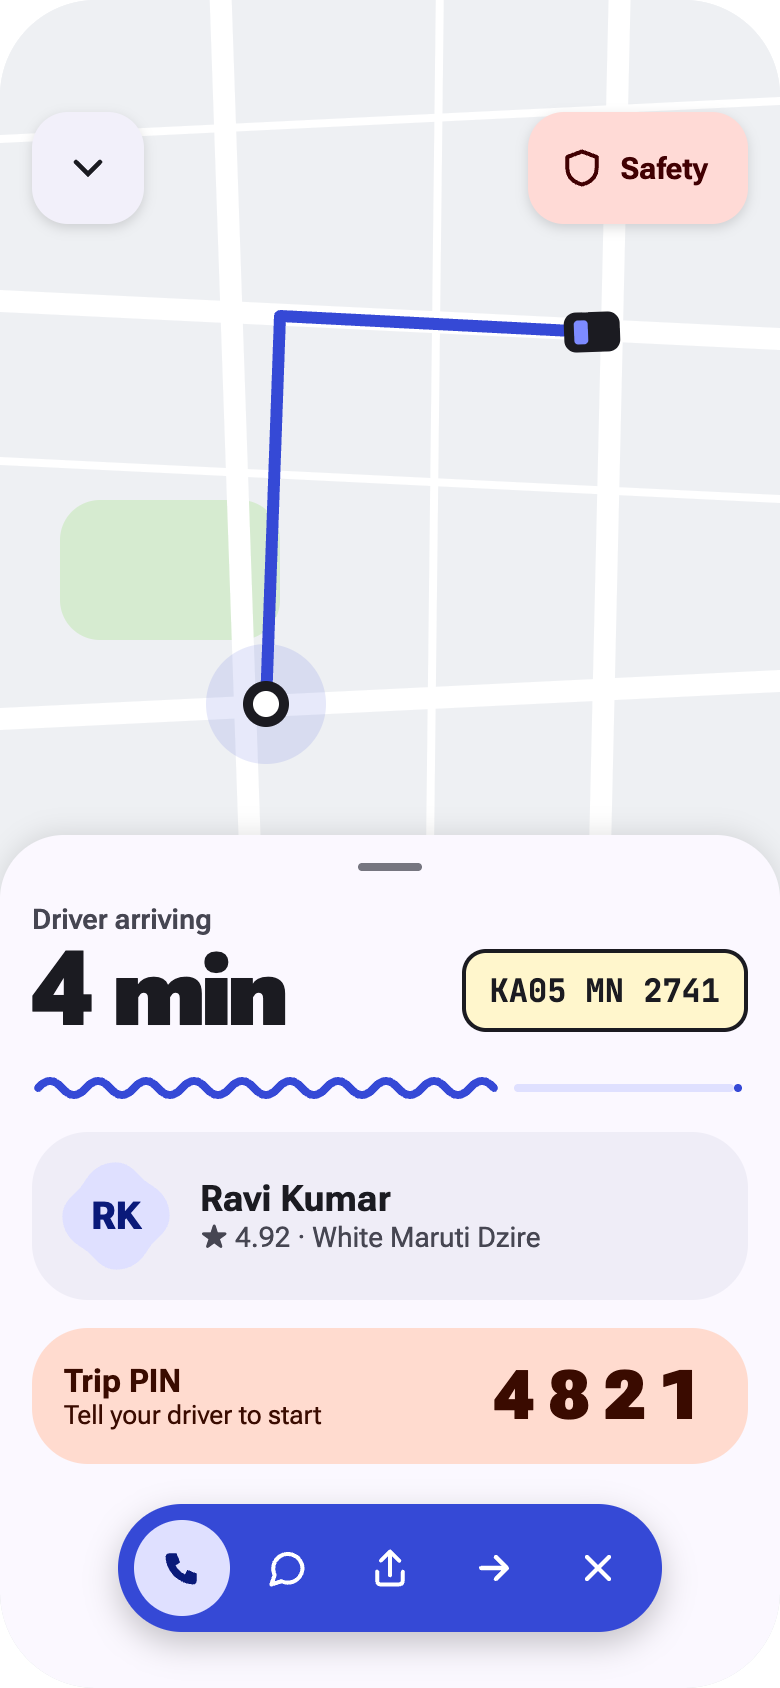 Safety
Driver arriving
4 min
KA05 MN 2741
RK
Ravi Kumar
★ 4.92 · White Maruti Dzire
Trip PIN
Tell your driver to start
4821